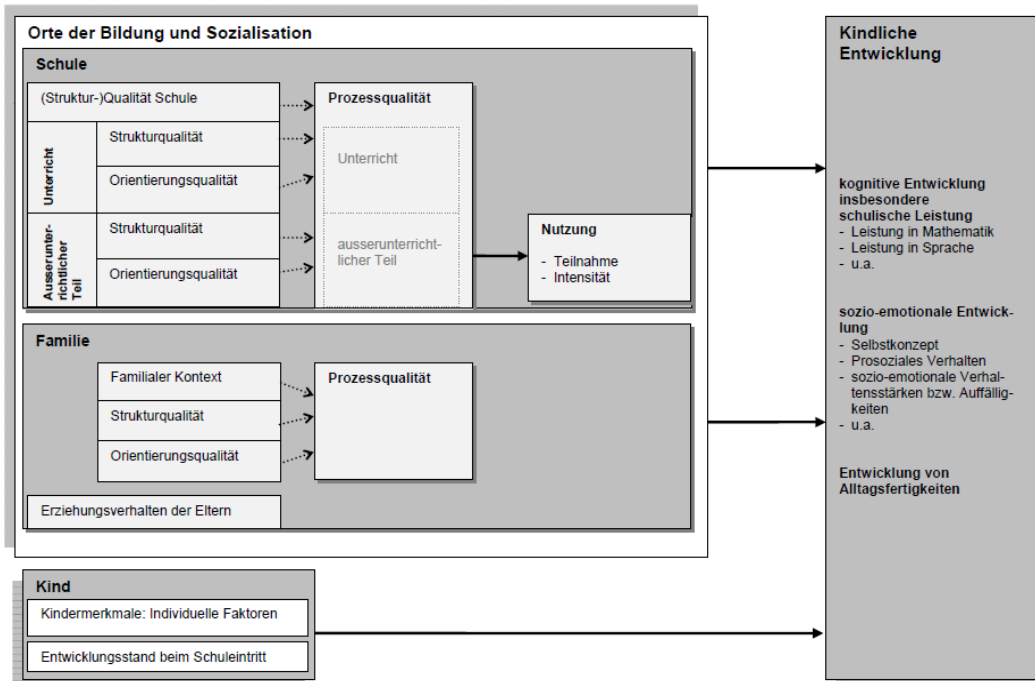 Orte der Bildung und Sozialisation
Schule
(Struktur-)Qualität Schule
Unterricht
Strukturqualität
Orientierungsqualität
Ausserunter-
richtlicher
Teil
Strukturqualität
Orientierungsqualität
Prozessqualität
Unterricht
ausserunterricht-
licher Teil
Nutzung
- Teilnahme
- Intensität
Familie
Familialer Kontext
Strukturqualität
Orientierungsqualität
Prozessqualität
Erziehungsverhalten der Eltern
Kind
Kindermerkmale: Individuelle Faktoren
Entwicklungsstand beim Schuleintritt
Kindliche
Entwicklung
kognitive Entwicklung
insbesondere
schulische Leistung
- Leistung in Mathematik
- Leistung in Sprache
- u.a.
sozio-emotionale Entwick-
lung
- Selbstkonzept
- Prosoziales Verhalten
- sozio-emotionale Verhal-
tensstärken bzw. Auffällig-
keiten
- u.a.
Entwicklung von
Alltagsfertigkeiten